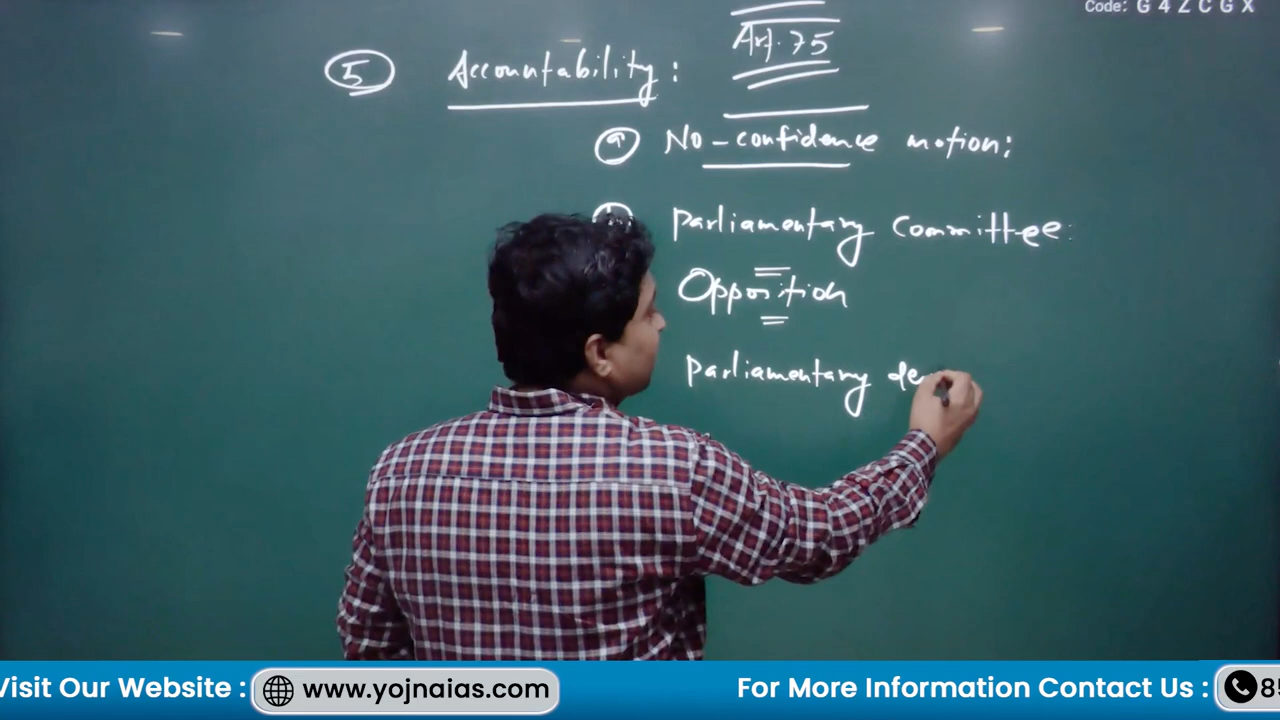 Code: G 4 Z C G X
Art. 75
5 Accountability:
a No-confidence motion:
Parliamentary Committee:
Opposition
Parliamentary de
Visit Our Website : www.yojnaias.com For More Information Contact Us : 85